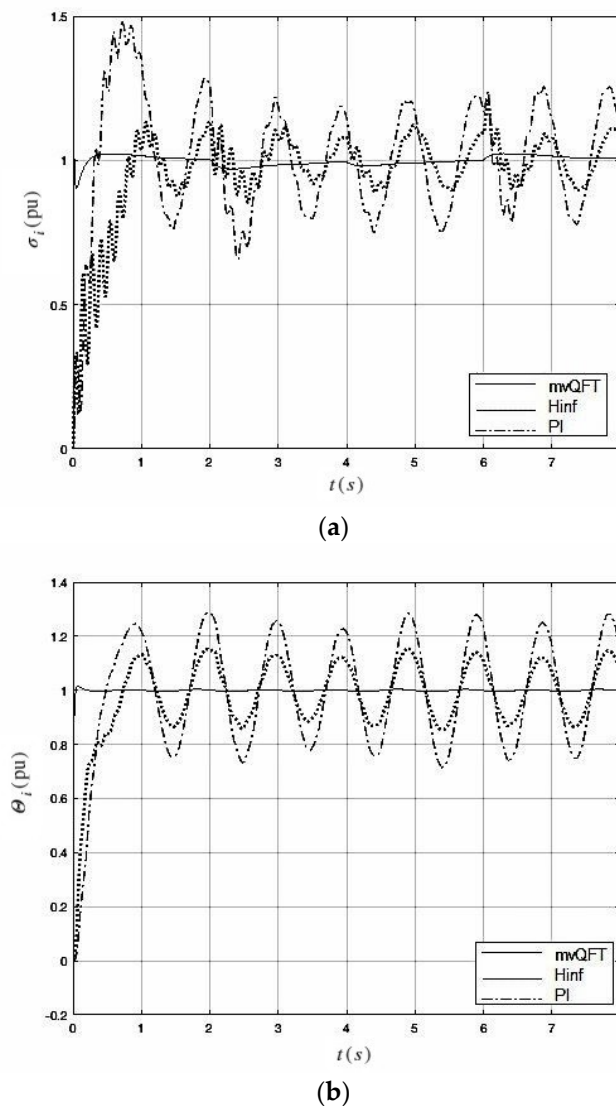 1.5
1
0.5
0
σᵢ(pu)
0 1 2 3 4 5 6 7
t(s)
mvQFT
Hinf
PI
(a)
1.4
1.2
1
0.8
0.6
0.4
0.2
0
-0.2
Θᵢ(pu)
0 1 2 3 4 5 6 7
t(s)
mvQFT
Hinf
PI
(b)